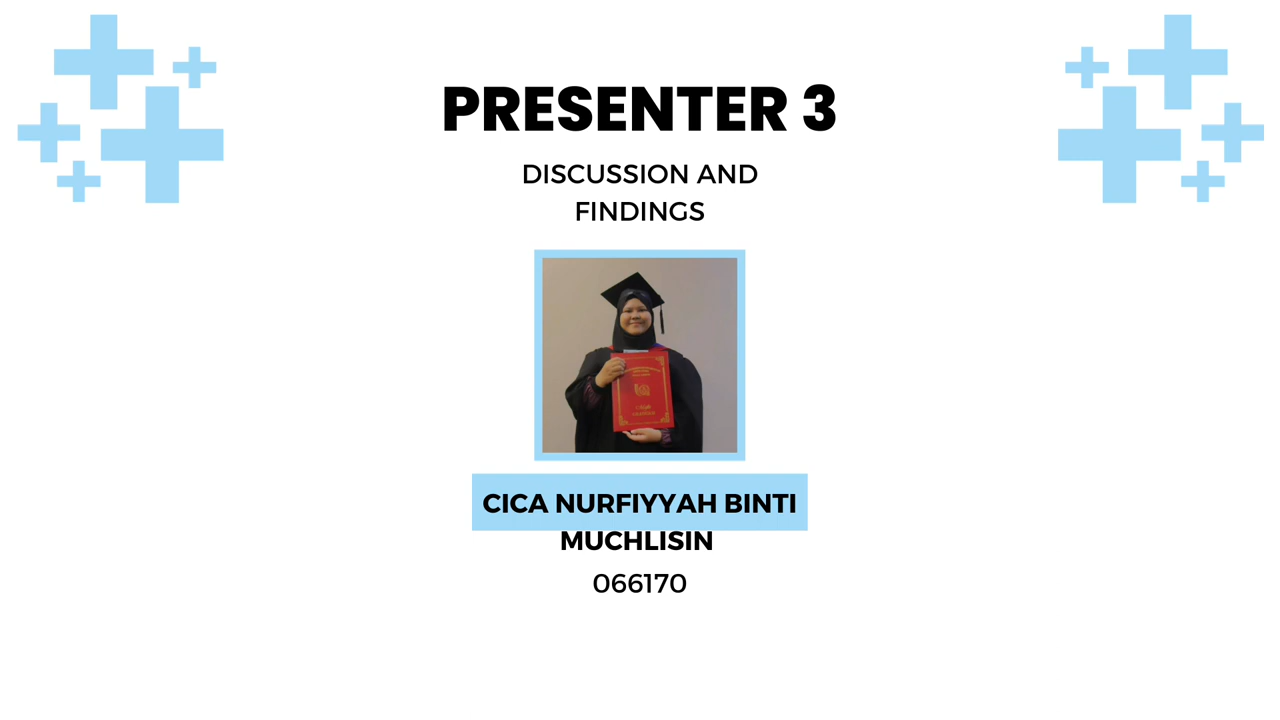 PRESENTER 3
DISCUSSION AND
FINDINGS
CICA NURFIYYAH BINTI
MUCHLISIN
066170